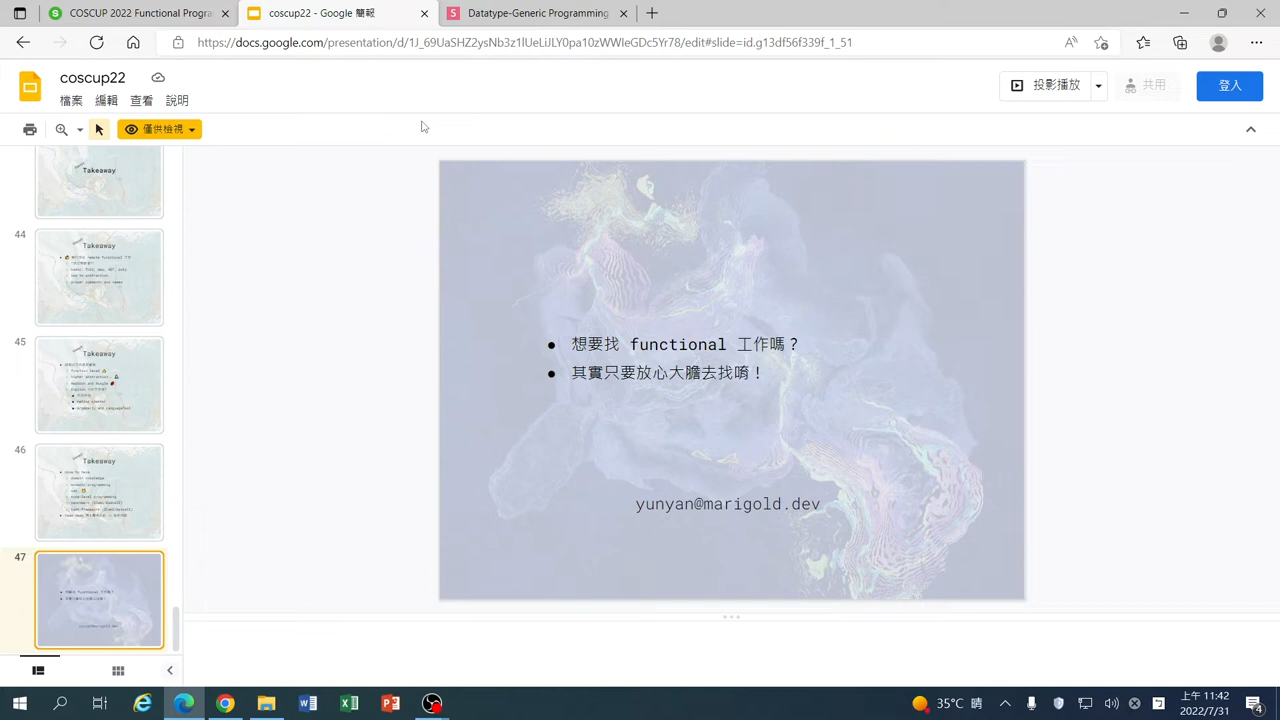 COSCUP 2022 Functional Progra
coscup22 - Google 簡報
Datatype-Generic Programming
https://docs.google.com/presentation/d/1J_69UaSHZ2ysNb3z1lUeLiJLY0pa10zWWIeGDc5Yr78/edit#slide=id.g13df56f339f_1_51
coscup22
檔案 編輯 查看 說明
投影播放
共用
登入
僅供檢視
Takeaway
44
Takeaway
45
Takeaway
46
Takeaway
47
想要找 functional 工作嗎？
其實只要放心大膽去找唷！
yunyan@marigold.dev
35°C 晴
上午 11:42
2022/7/31